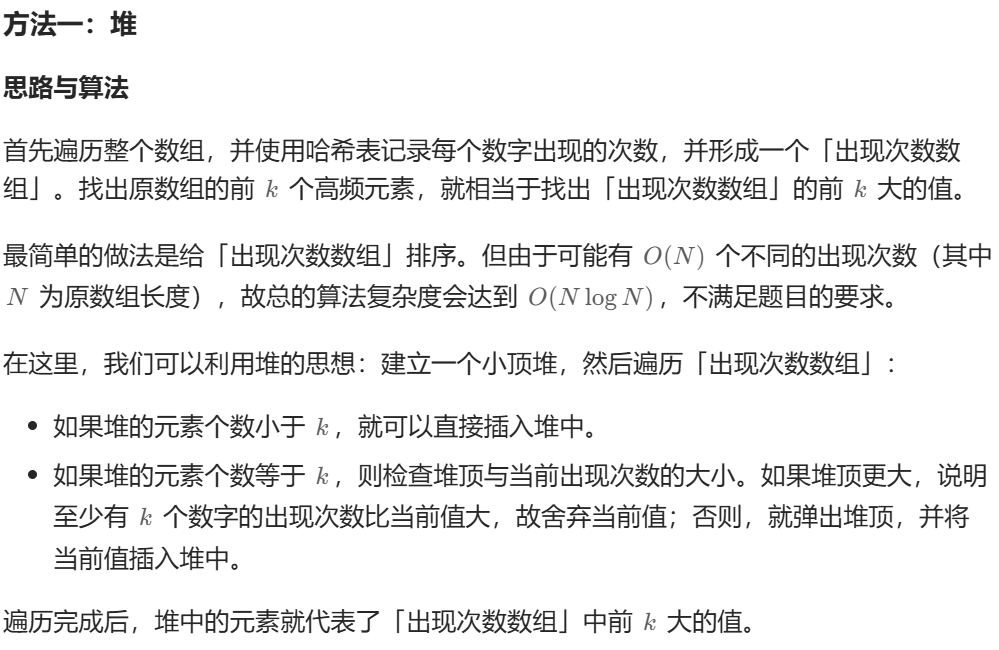 方法一：堆
思路与算法
首先遍历整个数组，并使用哈希表记录每个数字出现的次数，并形成一个「出现次数数
组」。找出原数组的前 k 个高频元素，就相当于找出「出现次数数组」的前 k 大的值。
最简单的做法是给「出现次数数组」排序。但由于可能有 O(N) 个不同的出现次数（其中
N 为原数组长度），故总的算法复杂度会达到 O(N log N)，不满足题目的要求。
在这里，我们可以利用堆的思想：建立一个小顶堆，然后遍历「出现次数数组」：
• 如果堆的元素个数小于 k，就可以直接插入堆中。
• 如果堆的元素个数等于 k，则检查堆顶与当前出现次数的大小。如果堆顶更大，说明
至少有 k 个数字的出现次数比当前值大，故舍弃当前值；否则，就弹出堆顶，并将
当前值插入堆中。
遍历完成后，堆中的元素就代表了「出现次数数组」中前 k 大的值。